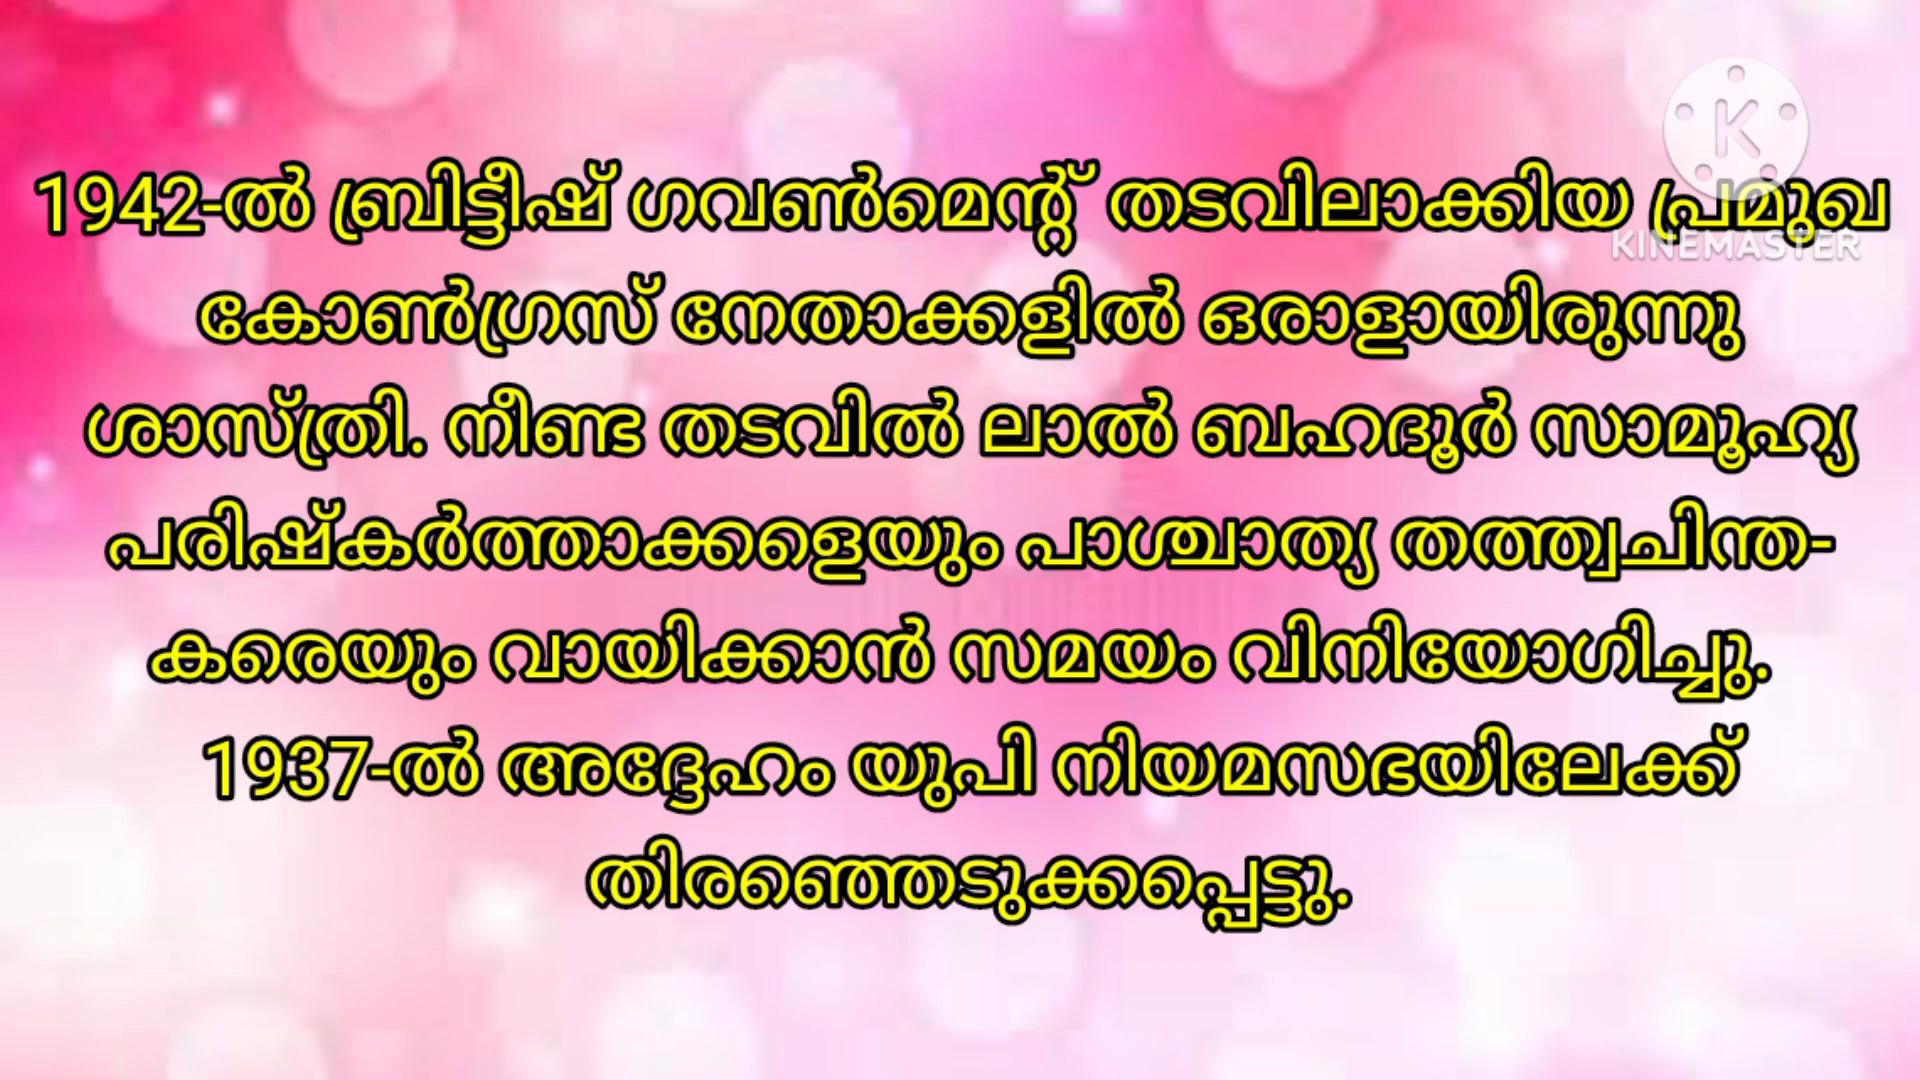 1942-ൽ ബ്രിട്ടീഷ് ഗവൺമെന്റ് തടവിലാക്കിയ പ്രമുഖ
കോൺഗ്രസ് നേതാക്കളിൽ ഒരാളായിരുന്നു
ശാസ്ത്രി. നീണ്ട തടവിൽ ലാൽ ബഹദൂർ സാമൂഹ്യ
പരിഷ്കർത്താക്കളെയും പാശ്ചാത്യ തത്ത്വചിന്ത-
കരെയും വായിക്കാൻ സമയം വിനിയോഗിച്ചു.
1937-ൽ അദ്ദേഹം യുപി നിയമസഭയിലേക്ക്
തിരഞ്ഞെടുക്കപ്പെട്ടു.
K
KINEMASTER